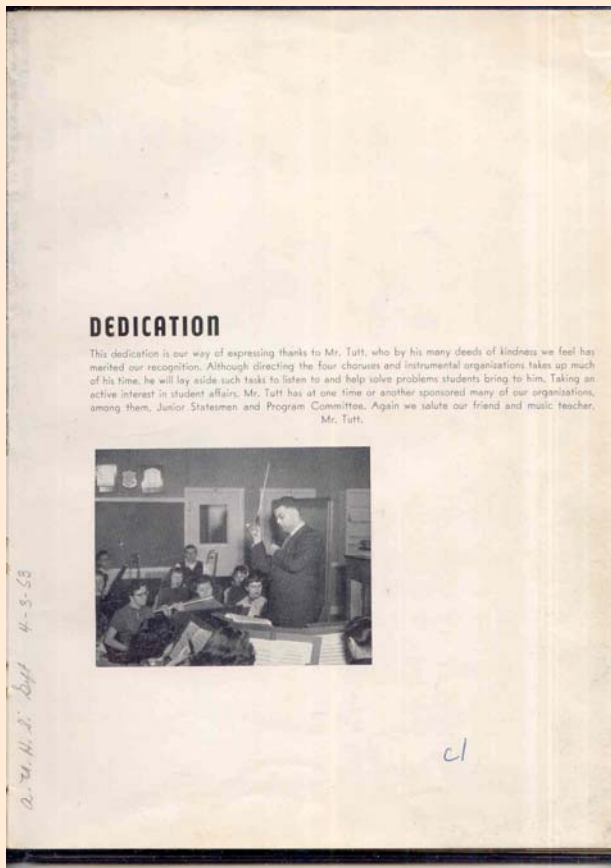 DEDICATION
This dedication is our way of expressing thanks to Mr. Tutt, who by his many deeds of kindness we feel has
merited our recognition. Although directing the four choruses and instrumental organizations takes up much
of his time, he will lay aside such tasks to listen to and help solve problems students bring to him. Taking an
active interest in student affairs, Mr. Tutt has at one time or another sponsored many of our organizations,
among them, Junior Statesmen and Program Committee. Again we salute our friend and music teacher,
Mr. Tutt.
a. U. H. S. Gift 4-3-53
c1